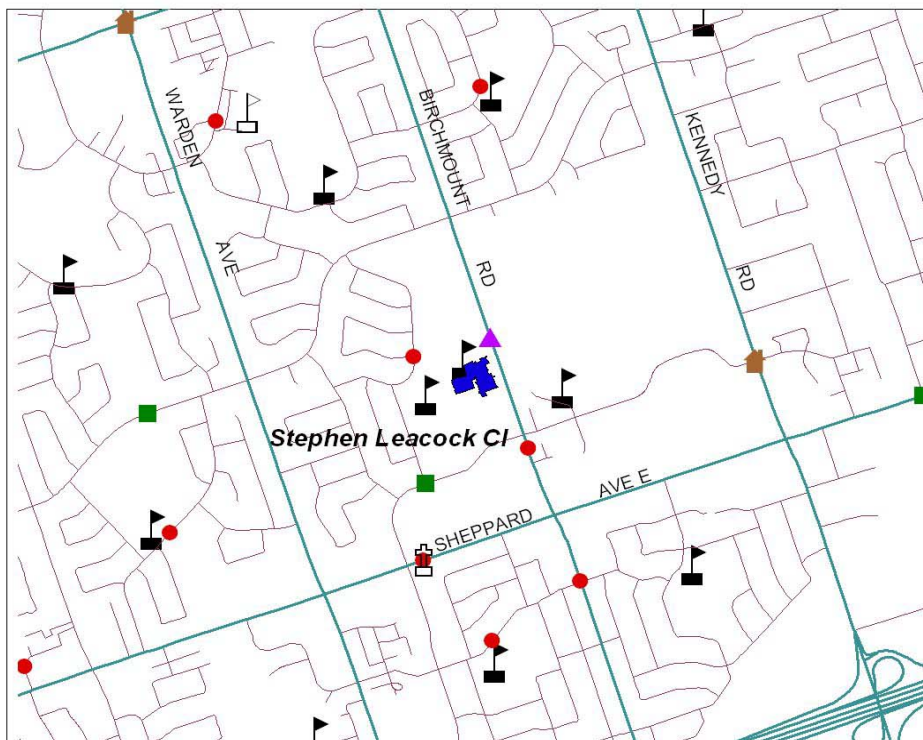 WARDEN
AVE
BIRCHMOUNT
RD
KENNEDY
RD
Stephen Leacock CI
SHEPPARD
AVE E